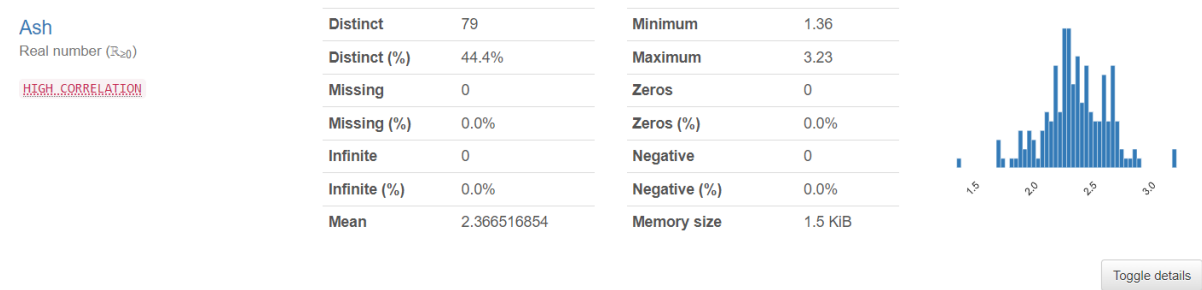 Ash
Real number (ℝ≥0)
HIGH CORRELATION
Distinct 79
Distinct (%) 44.4%
Missing 0
Missing (%) 0.0%
Infinite 0
Infinite (%) 0.0%
Mean 2.366516854
Minimum 1.36
Maximum 3.23
Zeros 0
Zeros (%) 0.0%
Negative 0
Negative (%) 0.0%
Memory size 1.5 KiB
1.5 2.0 2.5 3.0
Toggle details